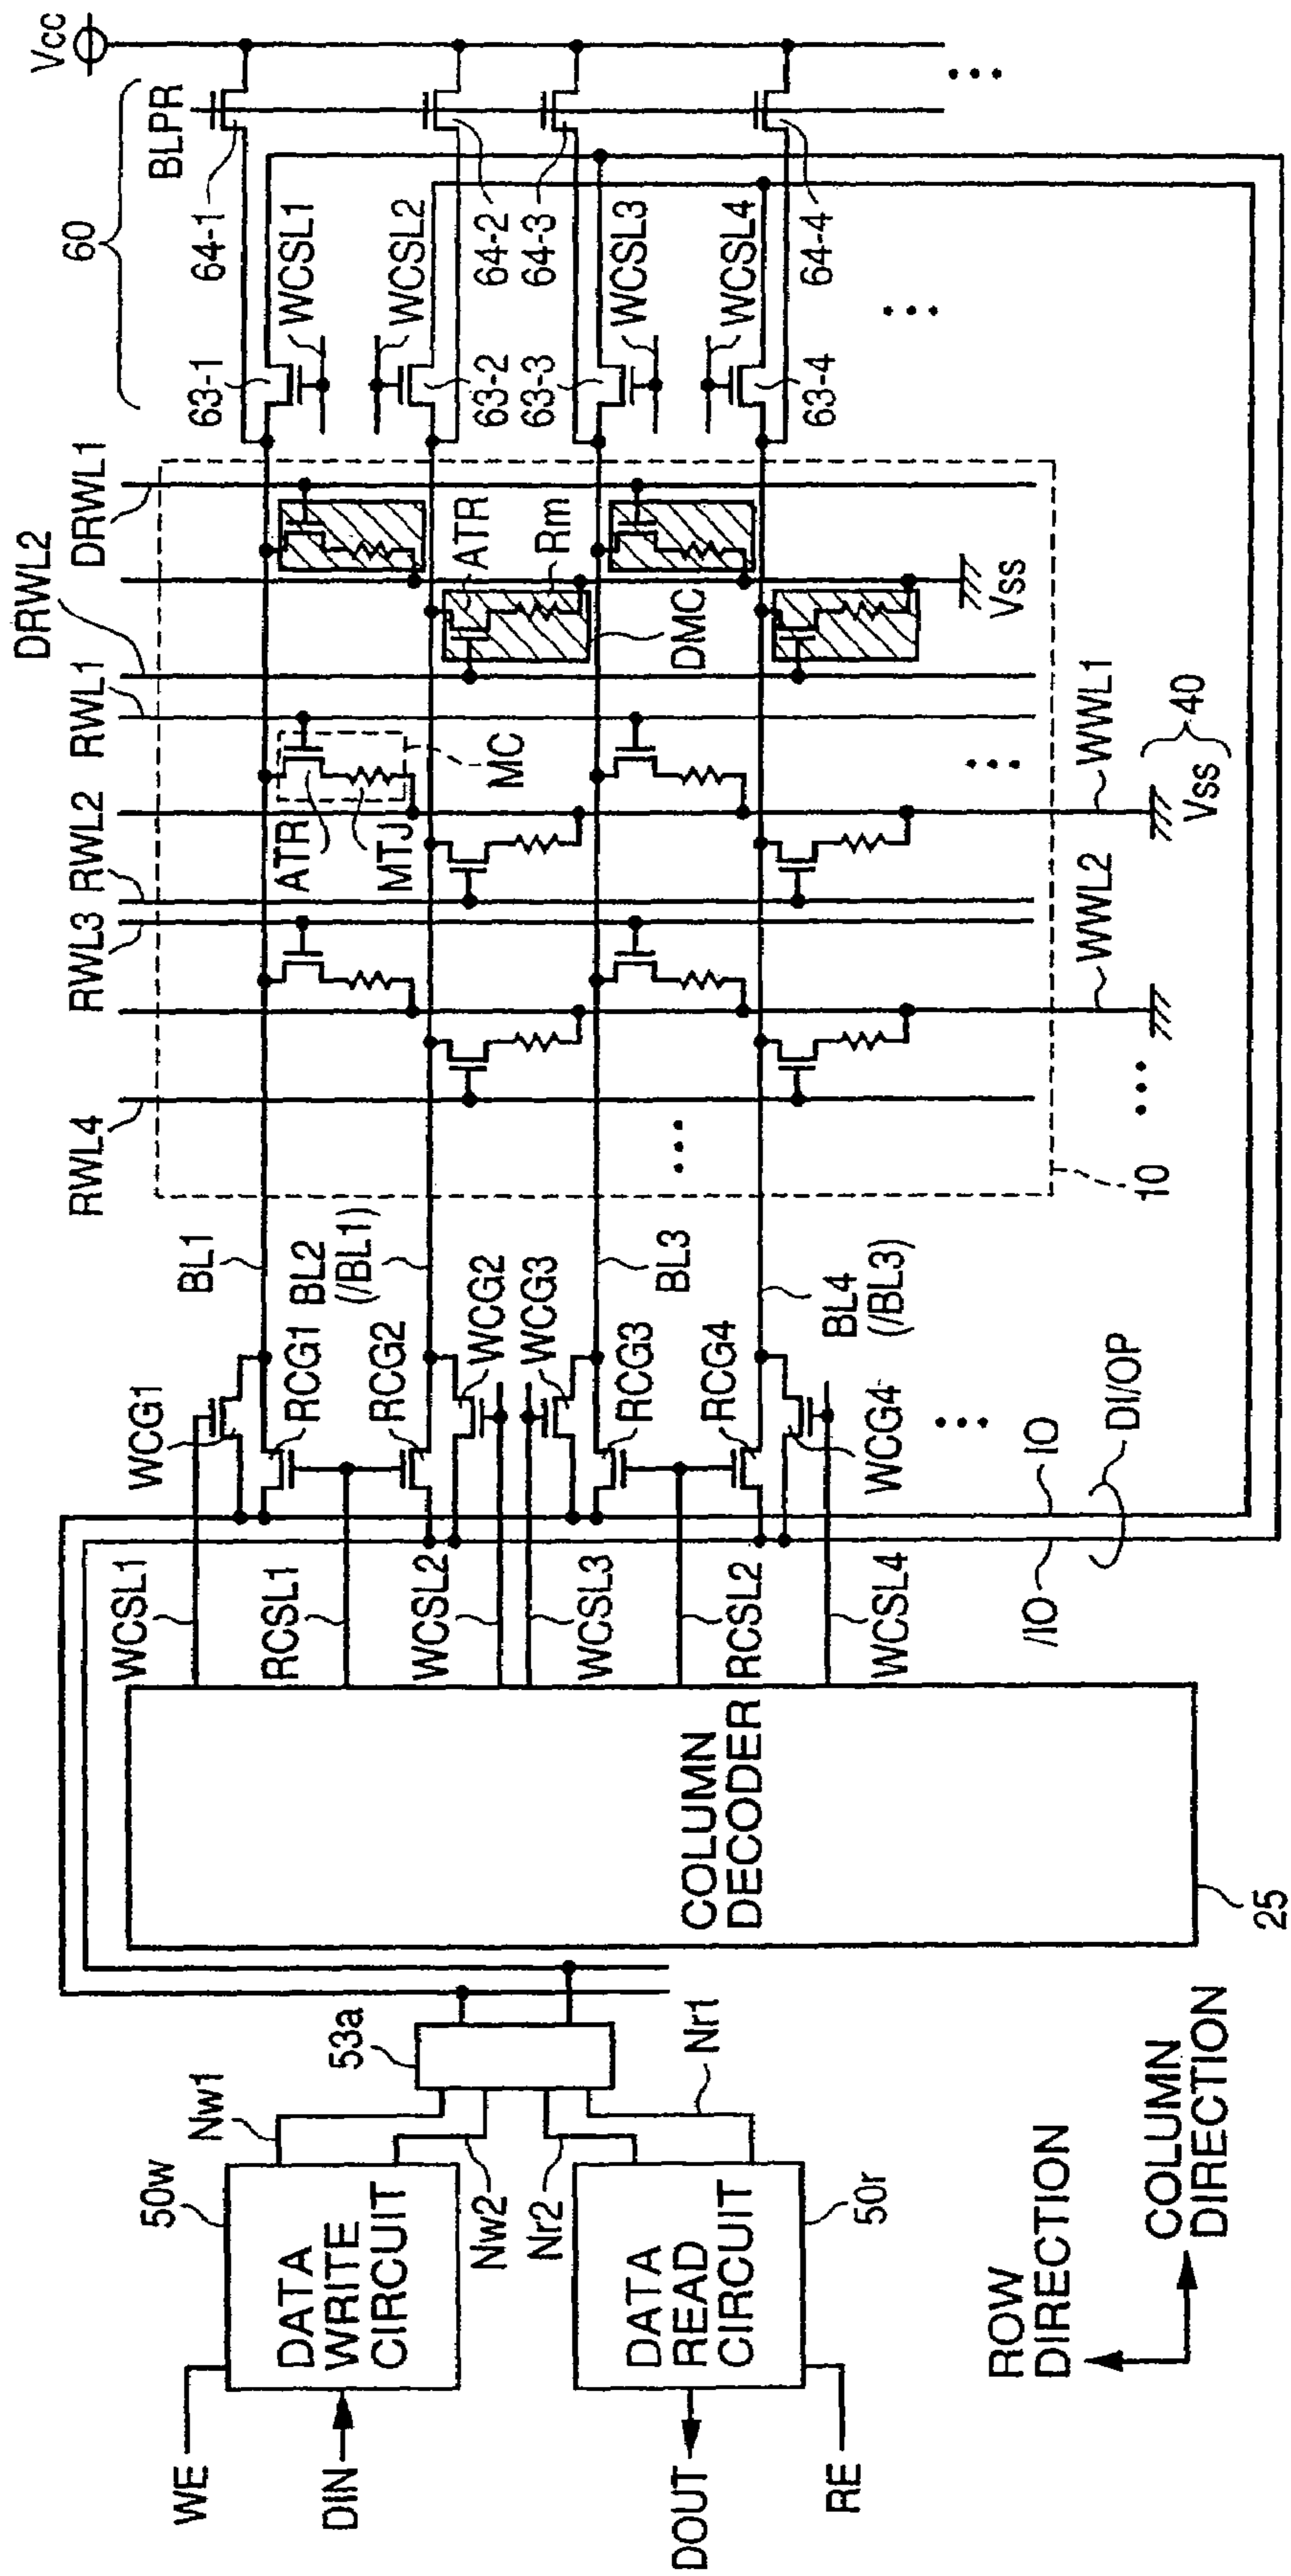 Vcc
60
BLPR
64-1
WCSL1
WCSL2
64-2
64-3
WCSL3
WCSL4
64-4
63-1
63-2
63-3
63-4
DRWL2
DRWL1
RWL1
RWL2
RWL3
RWL4
ATR
Rm
DMC
Vss
ATR
MTJ
MC
WWL1
40
Vss
WWL2
10
BL1
BL2
(/BL1)
BL3
BL4
(/BL3)
WCG1
RCG1
RCG2
WCG2
WCG3
RCG3
RCG4
WCG4
IO
/IO
DI/OP
WCSL1
RCSL1
WCSL2
WCSL3
RCSL2
WCSL4
COLUMN
DECODER
25
53a
Nw1
Nw2
Nr2
Nr1
50w
DATA
WRITE
CIRCUIT
DATA
READ
CIRCUIT
50r
WE
DIN
DOUT
RE
ROW
DIRECTION
COLUMN
DIRECTION